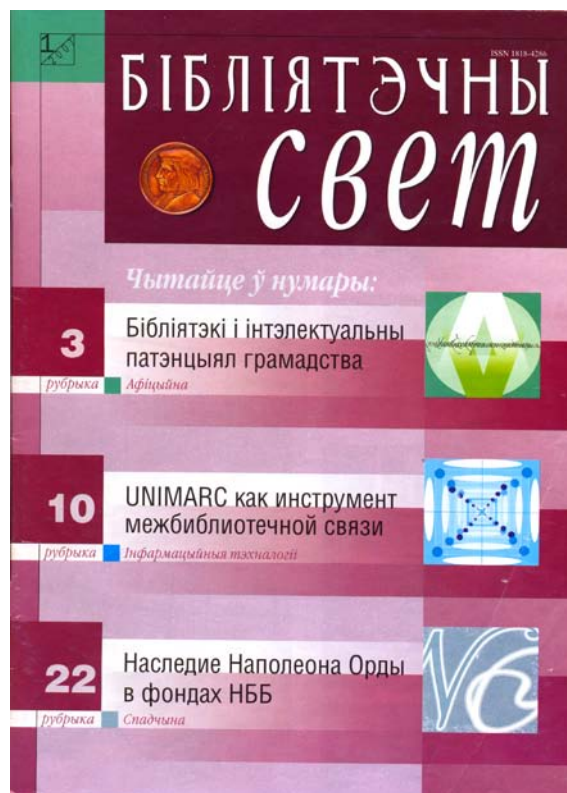 1
ISSN 1818-4286
БІБЛІЯТЭЧНЫ
свет
Чытайце ў нумары:
3
Бібліятэкі і інтэлектуальны
патэнцыял грамадства
рубрыка
Афіцыйна
10
UNIMARC как инструмент
межбиблиотечной связи
рубрыка
Інфармацыйныя тэхналогіі
22
Наследие Наполеона Орды
в фондах НББ
рубрыка
Спадчына